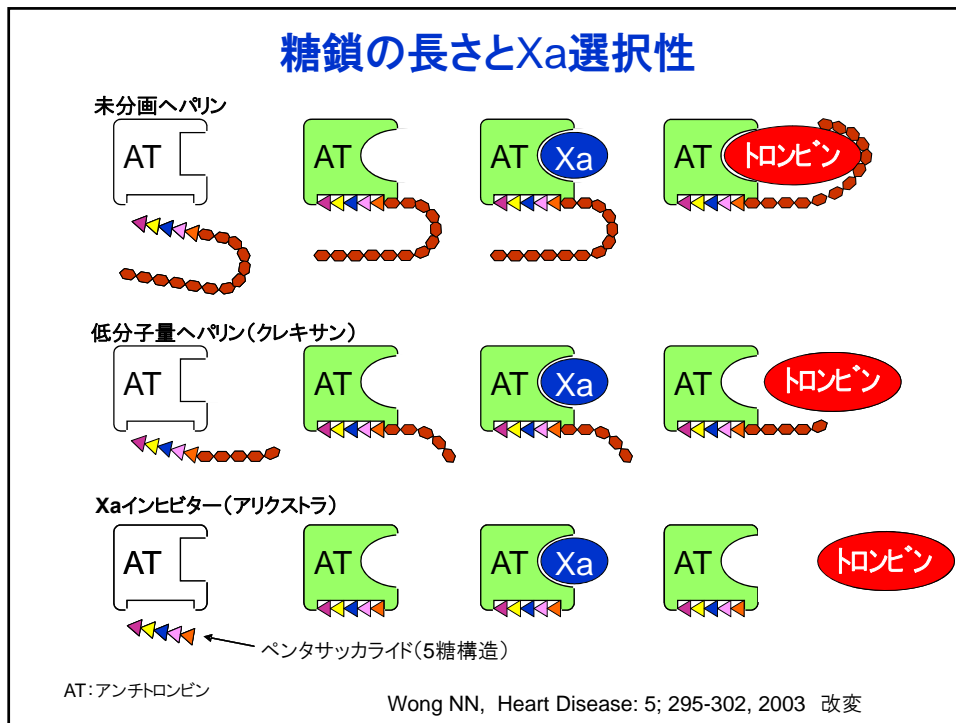 糖鎖の長さとXa選択性
未分画ヘパリン
AT AT AT Xa AT トロンビン
低分子量ヘパリン(クレキサン)
AT AT AT Xa AT トロンビン
Xaインヒビター(アリクストラ)
AT AT AT Xa AT トロンビン
ペンタサッカライド(5糖構造)
AT:アンチトロンビン
Wong NN, Heart Disease: 5; 295-302, 2003 改変